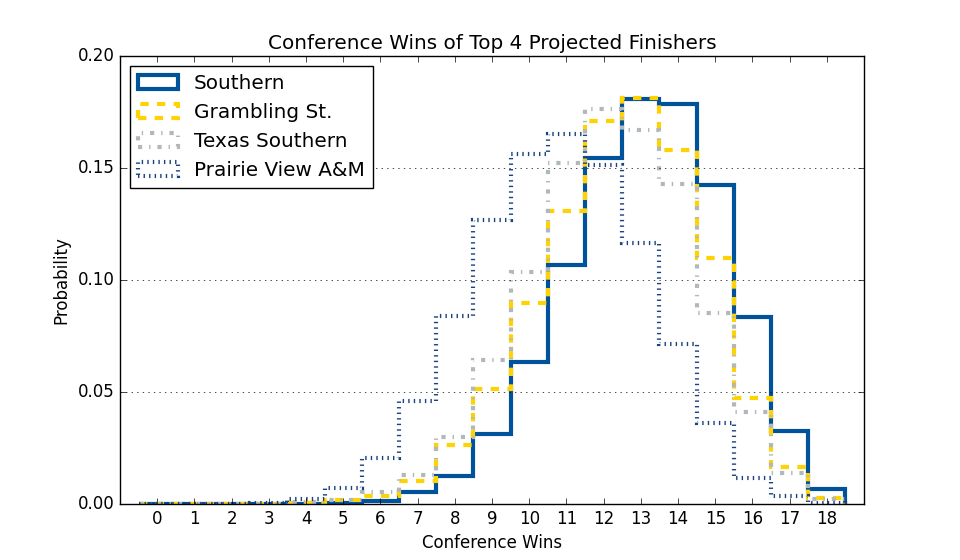 Conference Wins of Top 4 Projected Finishers
Southern
Grambling St.
Texas Southern
Prairie View A&M
0.20
0.15
0.10
0.05
0.00
Probability
0 1 2 3 4 5 6 7 8 9 10 11 12 13 14 15 16 17 18
Conference Wins